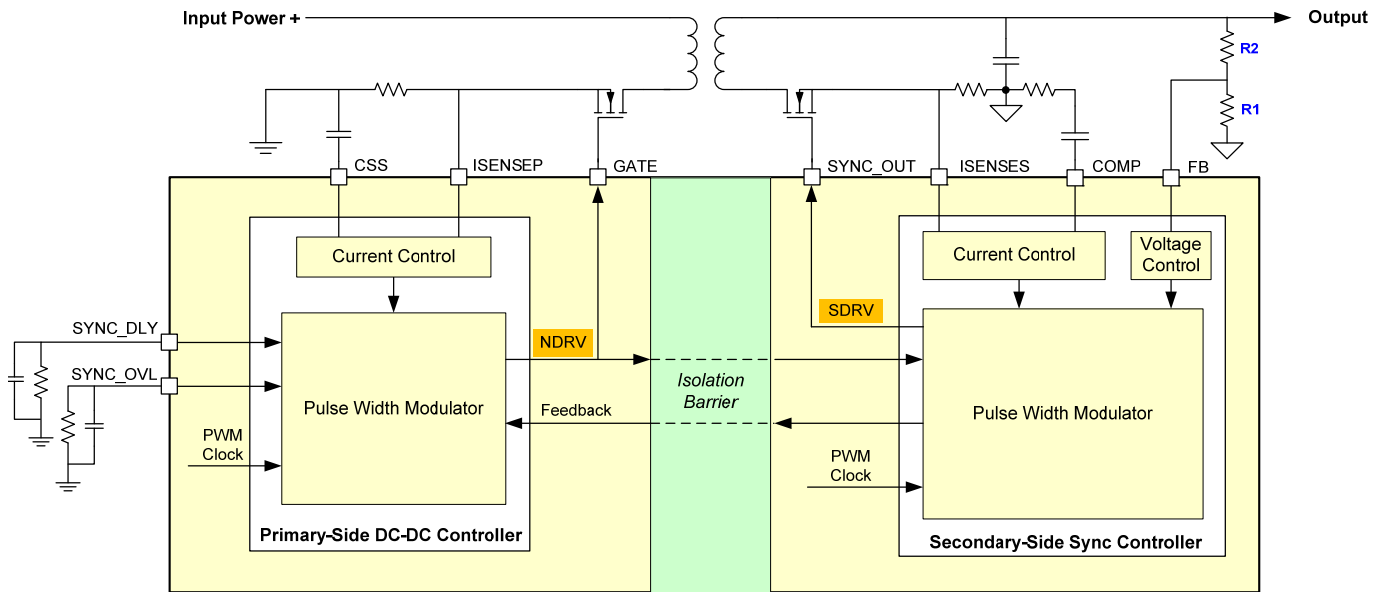 Input Power +
Output
R2
R1
CSS
ISENSEP
GATE
SYNC_OUT
ISENSES
COMP
FB
Current Control
Current Control
Voltage
Control
SYNC_DLY
SYNC_OVL
NDRV
SDRV
Pulse Width Modulator
Isolation
Barrier
Pulse Width Modulator
Feedback
PWM
Clock
PWM
Clock
Primary-Side DC-DC Controller
Secondary-Side Sync Controller